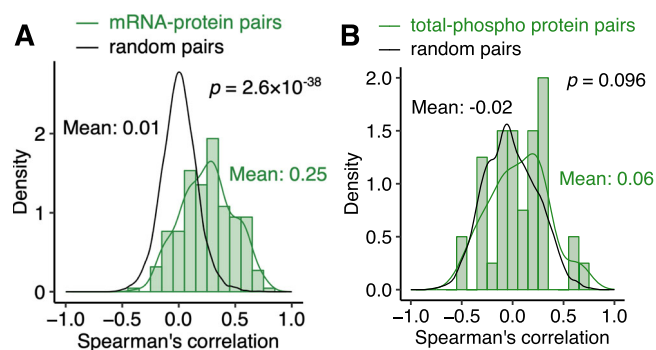 A
mRNA-protein pairs
random pairs
p = 2.6×10-38
Mean: 0.01
Mean: 0.25
Density
2
1
0
−1.0 −0.5 0.0 0.5 1.0
Spearman's correlation
B
total-phospho protein pairs
random pairs
p = 0.096
Mean: -0.02
Mean: 0.06
Density
2.0
1.5
1.0
0.5
0.0
−1.0 −0.5 0.0 0.5 1.0
Spearman's correlation